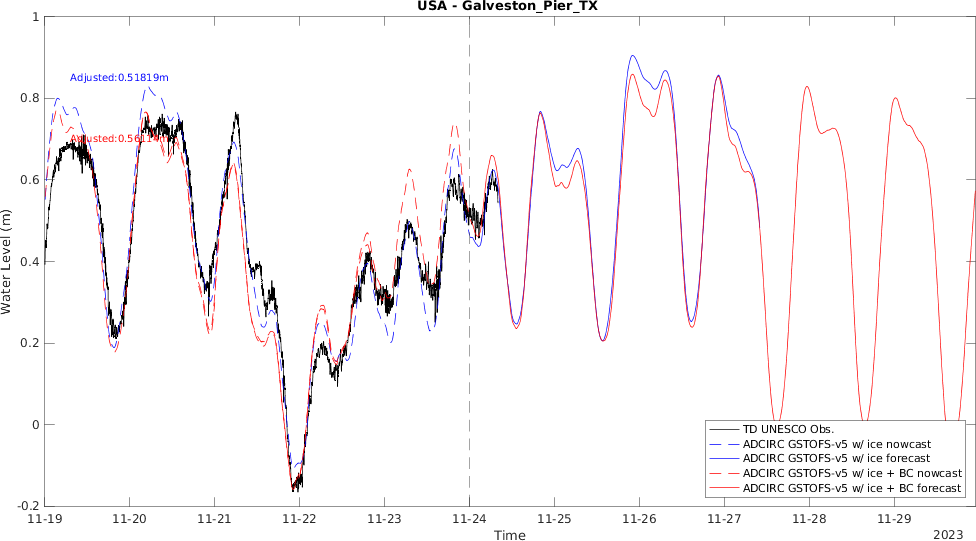 USA - Galveston_Pier_TX
1
0.8
0.6
0.4
0.2
0
-0.2
Water Level (m)
Adjusted:0.51819m
TD UNESCO Obs.
ADCIRC GSTOFS-v5 w/ ice nowcast
ADCIRC GSTOFS-v5 w/ ice forecast
ADCIRC GSTOFS-v5 w/ ice + BC nowcast
ADCIRC GSTOFS-v5 w/ ice + BC forecast
11-19 11-20 11-21 11-22 11-23 11-24 11-25 11-26 11-27 11-28 11-29
Time
2023